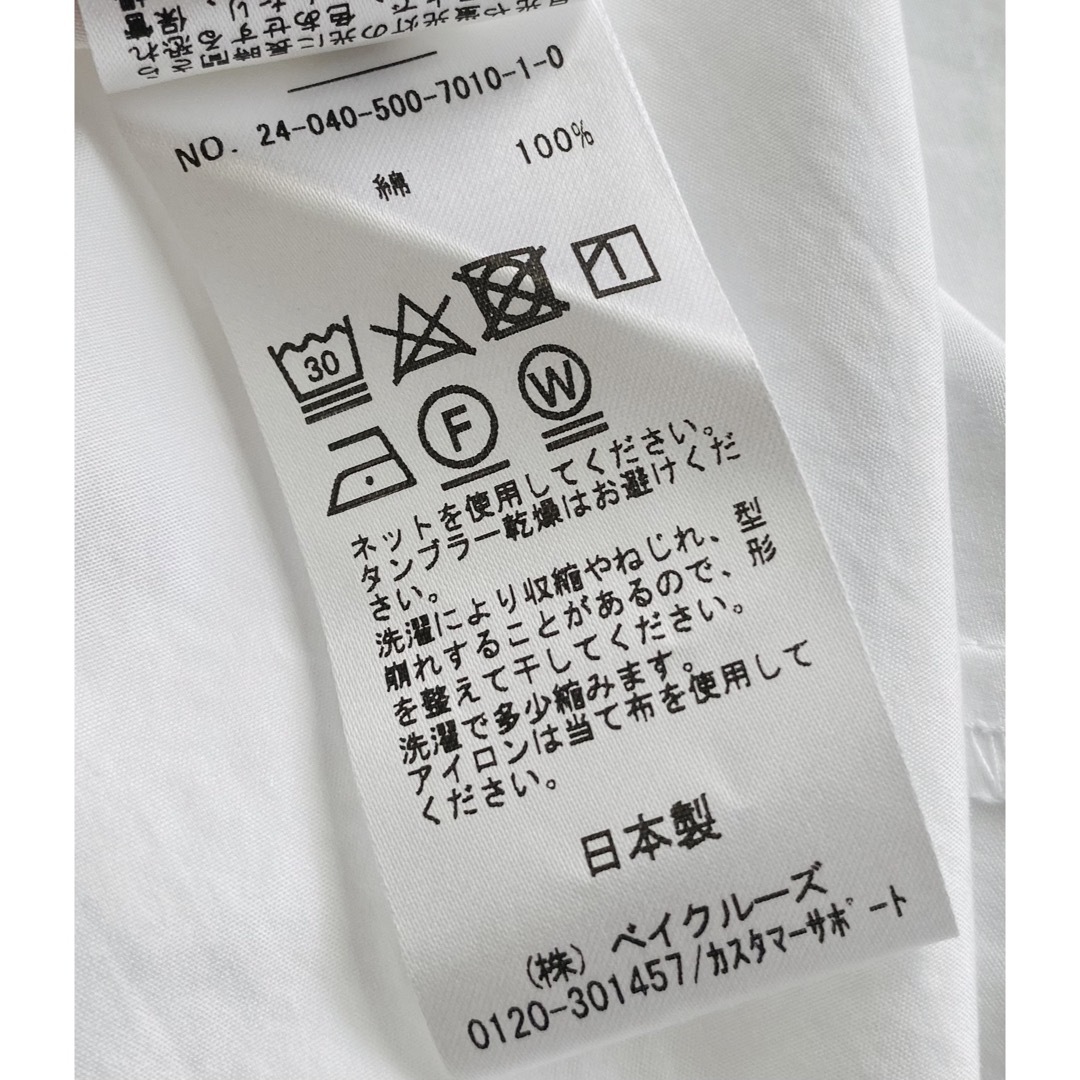 NO. 24-040-500-7010-1-0
綿 100%
30
F W
ネットを使用してください。
タンブラー乾燥はお避けくだ
さい。
洗濯により収縮やねじれ、型
崩れすることがあるので、形
を整えて干してください。
洗濯で多少縮みます。
アイロンは当て布を使用して
ください。
日本製
(株) ベイクルーズ
0120-301457/カスタマーサポート